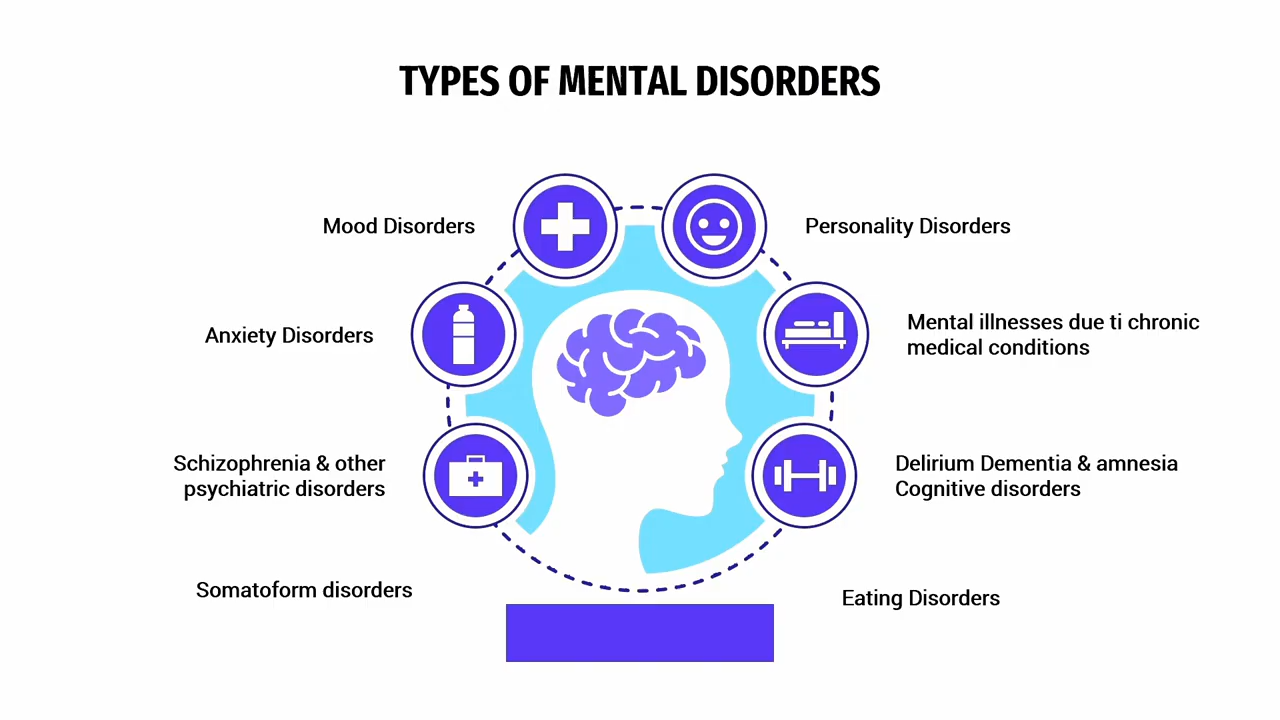 TYPES OF MENTAL DISORDERS
Mood Disorders
Personality Disorders
Anxiety Disorders
Mental illnesses due ti chronic
medical conditions
Schizophrenia & other
psychiatric disorders
Delirium Dementia & amnesia
Cognitive disorders
Somatoform disorders
Eating Disorders